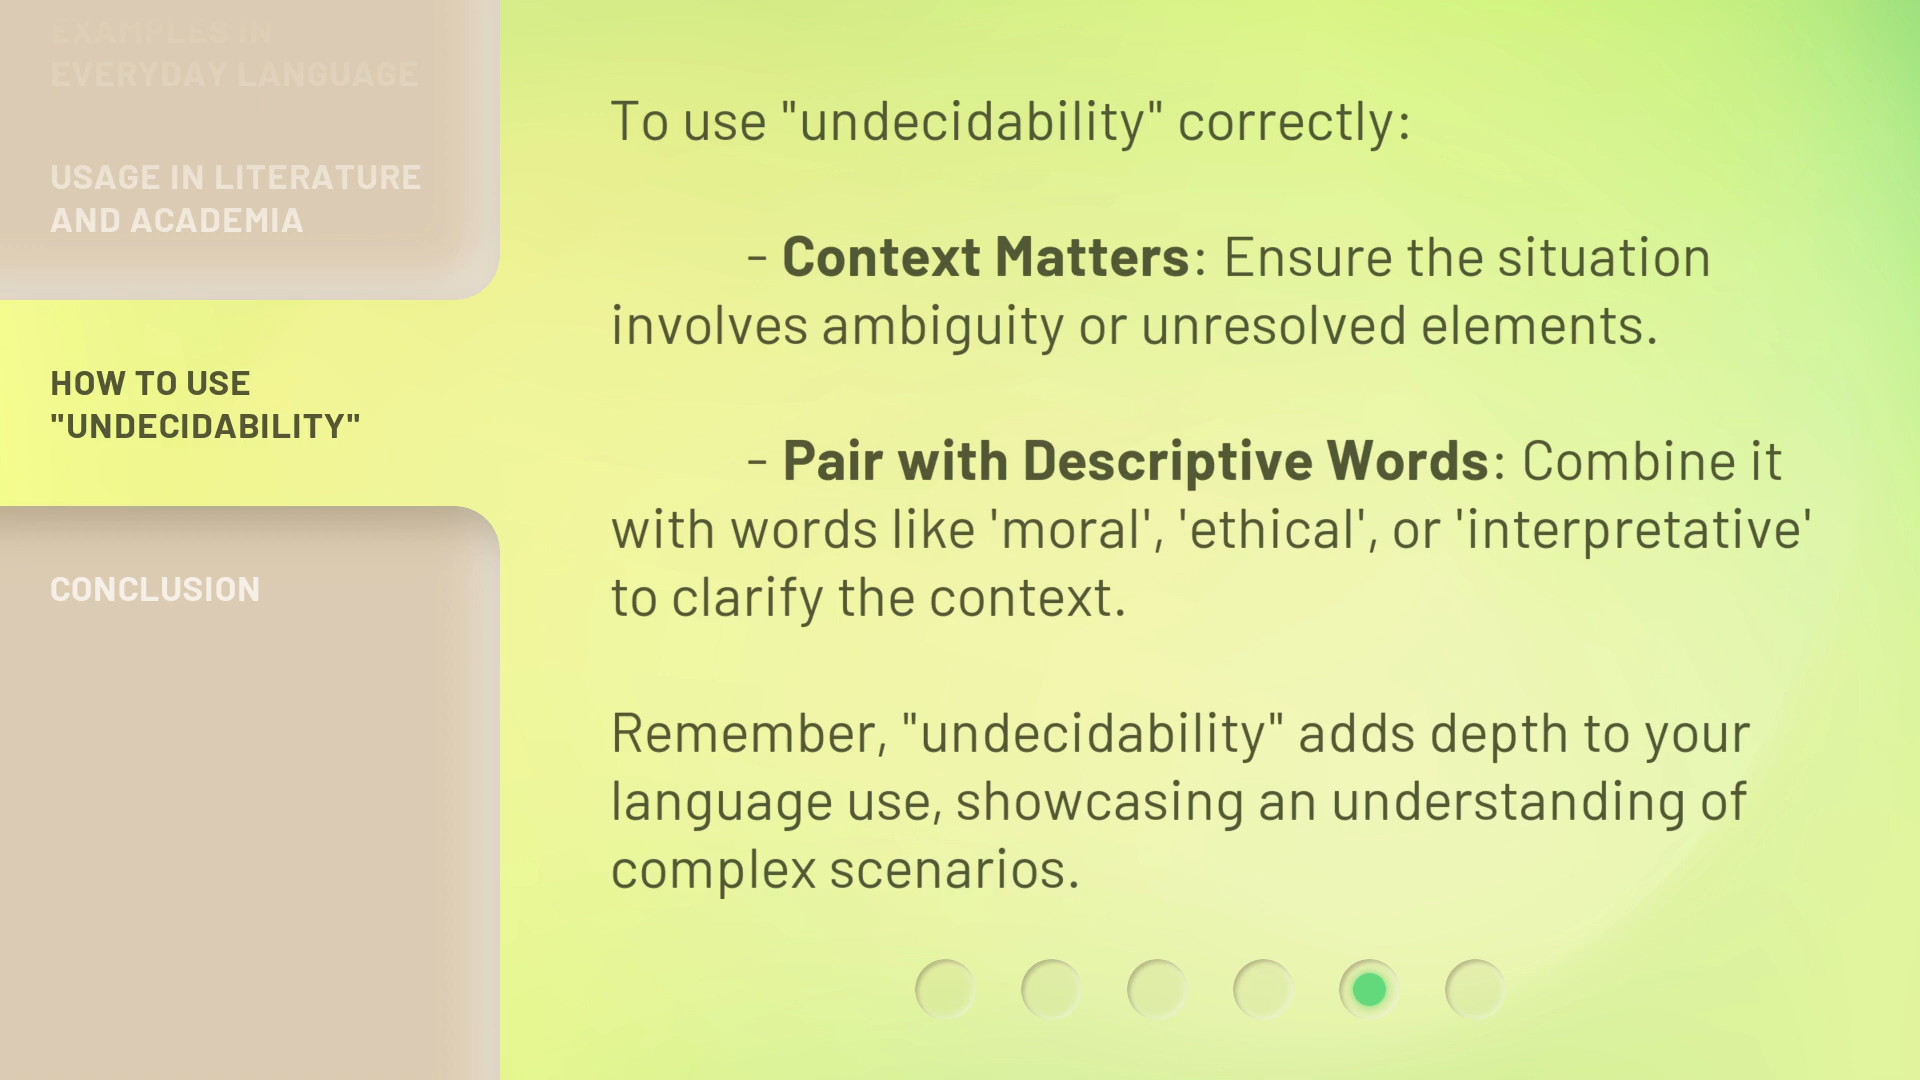 EXAMPLES IN
EVERYDAY LANGUAGE
USAGE IN LITERATURE
AND ACADEMIA
HOW TO USE
"UNDECIDABILITY"
CONCLUSION
To use "undecidability" correctly:
- Context Matters: Ensure the situation
involves ambiguity or unresolved elements.
- Pair with Descriptive Words: Combine it
with words like 'moral', 'ethical', or 'interpretative'
to clarify the context.
Remember, "undecidability" adds depth to your
language use, showcasing an understanding of
complex scenarios.